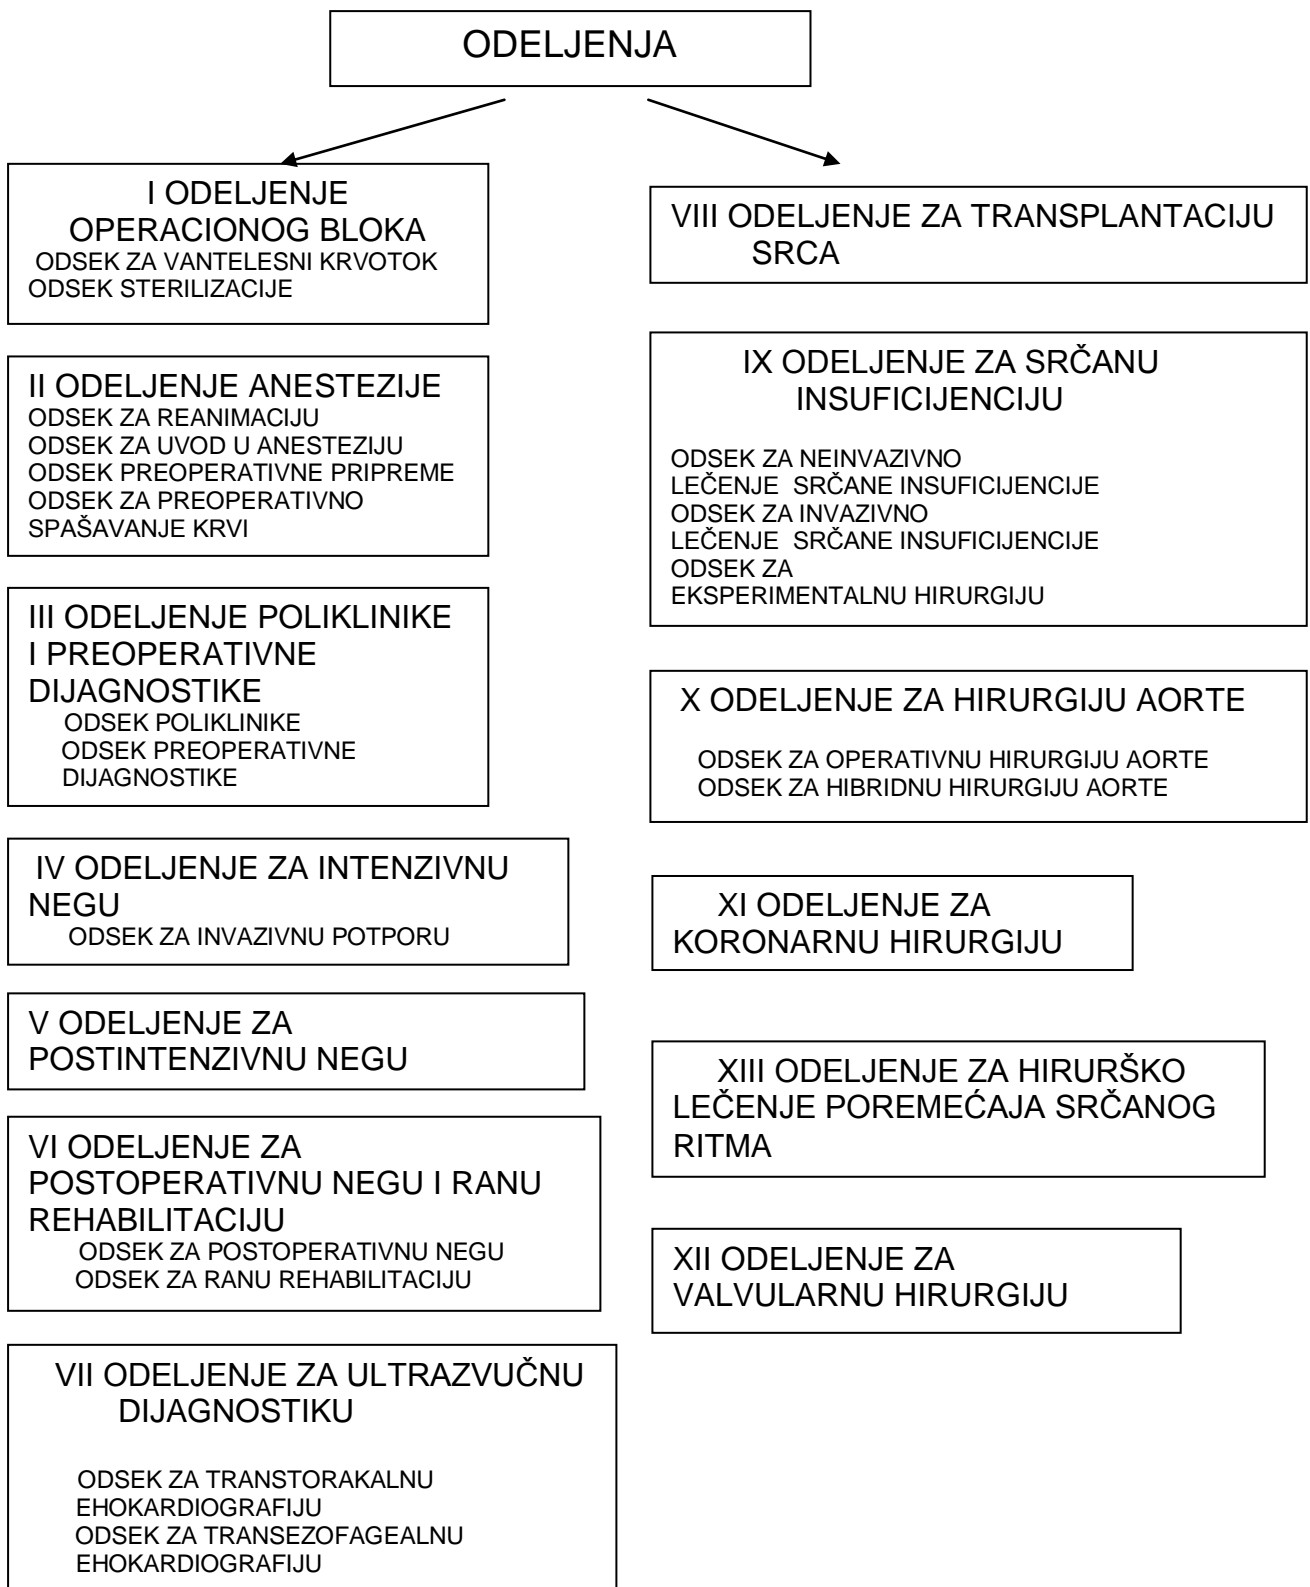 ODELJENJA
I ODELJENJE
OPERACIONOG BLOKA
ODSEK ZA VANTELESNI KRVOTOK
ODSEK STERILIZACIJE
II ODELJENJE ANESTEZIJE
ODSEK ZA REANIMACIJU
ODSEK ZA UVOD U ANESTEZIJU
ODSEK PREOPERATIVNE PRIPREME
ODSEK ZA PREOPERATIVNO
SPAŠAVANJE KRVI
III ODELJENJE POLIKLINIKE
I PREOPERATIVNE
DIJAGNOSTIKE
ODSEK POLIKLINIKE
ODSEK PREOPERATIVNE
DIJAGNOSTIKE
IV ODELJENJE ZA INTENZIVNU
NEGU
ODSEK ZA INVAZIVNU POTPORU
V ODELJENJE ZA
POSTINTENZIVNU NEGU
VI ODELJENJE ZA
POSTOPERATIVNU NEGU I RANU
REHABILITACIJU
ODSEK ZA POSTOPERATIVNU NEGU
ODSEK ZA RANU REHABILITACIJU
VII ODELJENJE ZA ULTRAZVUČNU
DIJAGNOSTIKU
ODSEK ZA TRANSTORAKALNU
EHOKARDIOGRAFIJU
ODSEK ZA TRANSEZOFAGEALNU
EHOKARDIOGRAFIJU
VIII ODELJENJE ZA TRANSPLANTACIJU
SRCA
IX ODELJENJE ZA SRČANU
INSUFICIJENCIJU
ODSEK ZA NEINVAZIVNO
LEČENJE SRČANE INSUFICIJENCIJE
ODSEK ZA INVAZIVNO
LEČENJE SRČANE INSUFICIJENCIJE
ODSEK ZA
EKSPERIMENTALNU HIRURGIJU
X ODELJENJE ZA HIRURGIJU AORTE
ODSEK ZA OPERATIVNU HIRURGIJU AORTE
ODSEK ZA HIBRIDNU HIRURGIJU AORTE
XI ODELJENJE ZA
KORONARNU HIRURGIJU
XIII ODELJENJE ZA HIRURŠKO
LEČENJE POREMEĆAJA SRČANOG
RITMA
XII ODELJENJE ZA
VALVULARNU HIRURGIJU